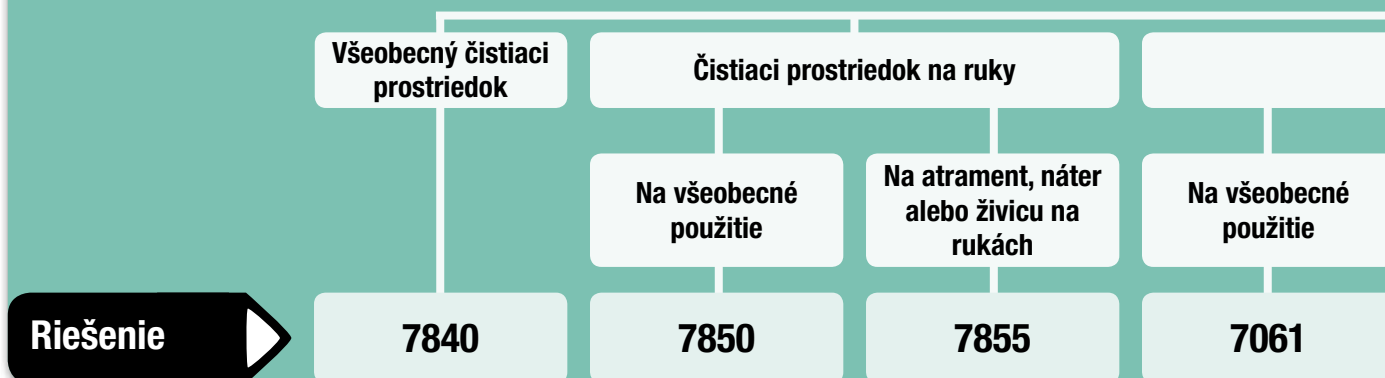 Všeobecný čistiaci
prostriedok
Čistiaci prostriedok na ruky
Na všeobecné
použitie
Na atrament, náter
alebo živicu na
rukách
Na všeobecné
použitie
Riešenie
7840
7850
7855
7061